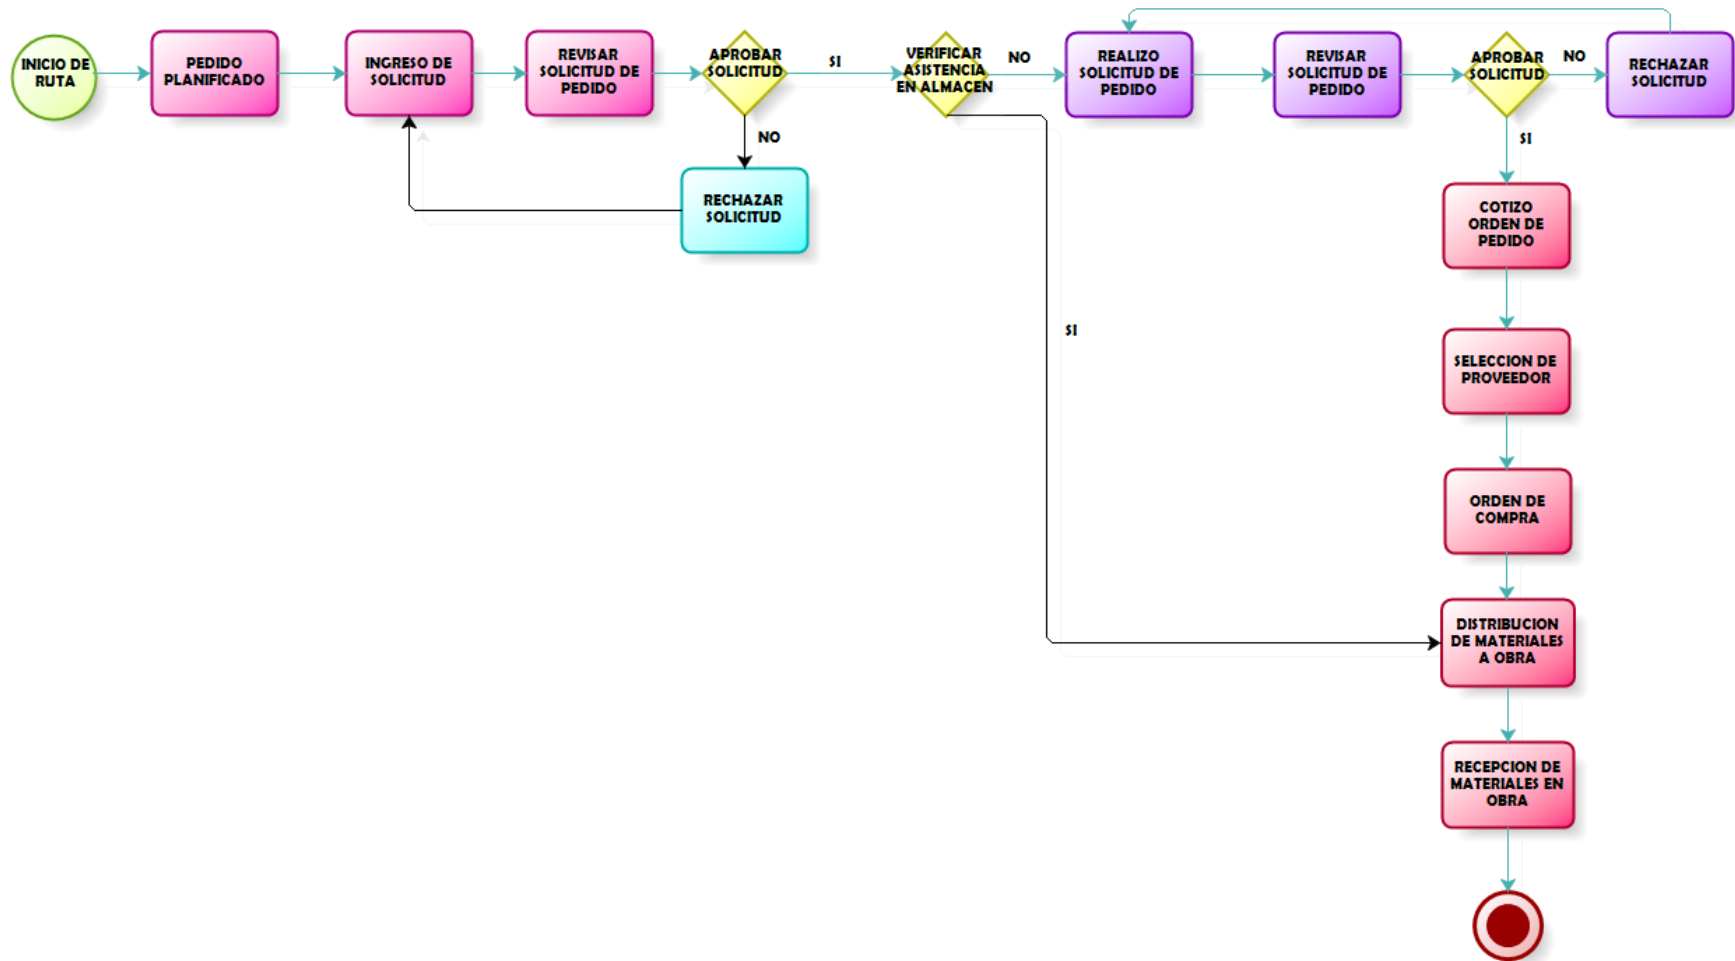 INICIO DE
RUTA
PEDIDO
PLANIFICADO
INGRESO DE
SOLICITUD
REVISAR
SOLICITUD DE
PEDIDO
APROBAR
SOLICITUD
SI
NO
RECHAZAR
SOLICITUD
VERIFICAR
ASISTENCIA
EN ALMACEN
NO
SI
REALIZO
SOLICITUD DE
PEDIDO
REVISAR
SOLICITUD DE
PEDIDO
APROBAR
SOLICITUD
NO
RECHAZAR
SOLICITUD
SI
COTIZO
ORDEN DE
PEDIDO
SELECCION DE
PROVEEDOR
ORDEN DE
COMPRA
DISTRIBUCION
DE MATERIALES
A OBRA
RECEPCION DE
MATERIALES EN
OBRA